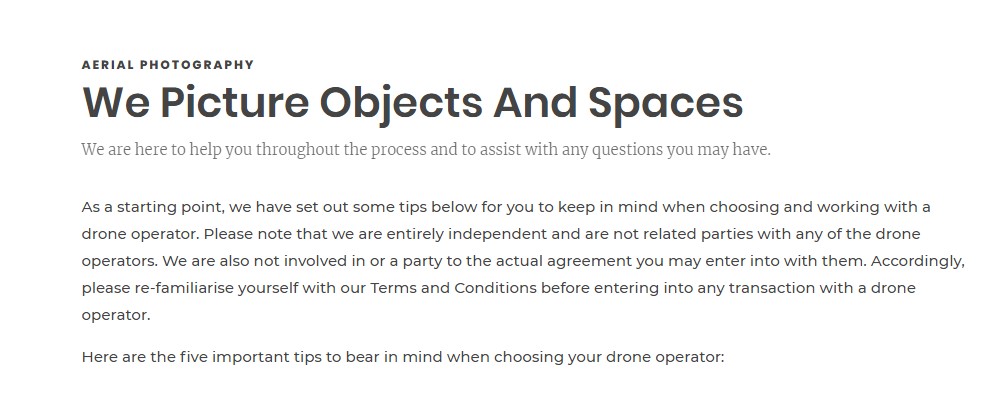 AERIAL PHOTOGRAPHY
We Picture Objects And Spaces
We are here to help you throughout the process and to assist with any questions you may have.
As a starting point, we have set out some tips below for you to keep in mind when choosing and working with a
drone operator. Please note that we are entirely independent and are not related parties with any of the drone
operators. We are also not involved in or a party to the actual agreement you may enter into with them. Accordingly,
please re-familiarise yourself with our Terms and Conditions before entering into any transaction with a drone
operator.
Here are the five important tips to bear in mind when choosing your drone operator: